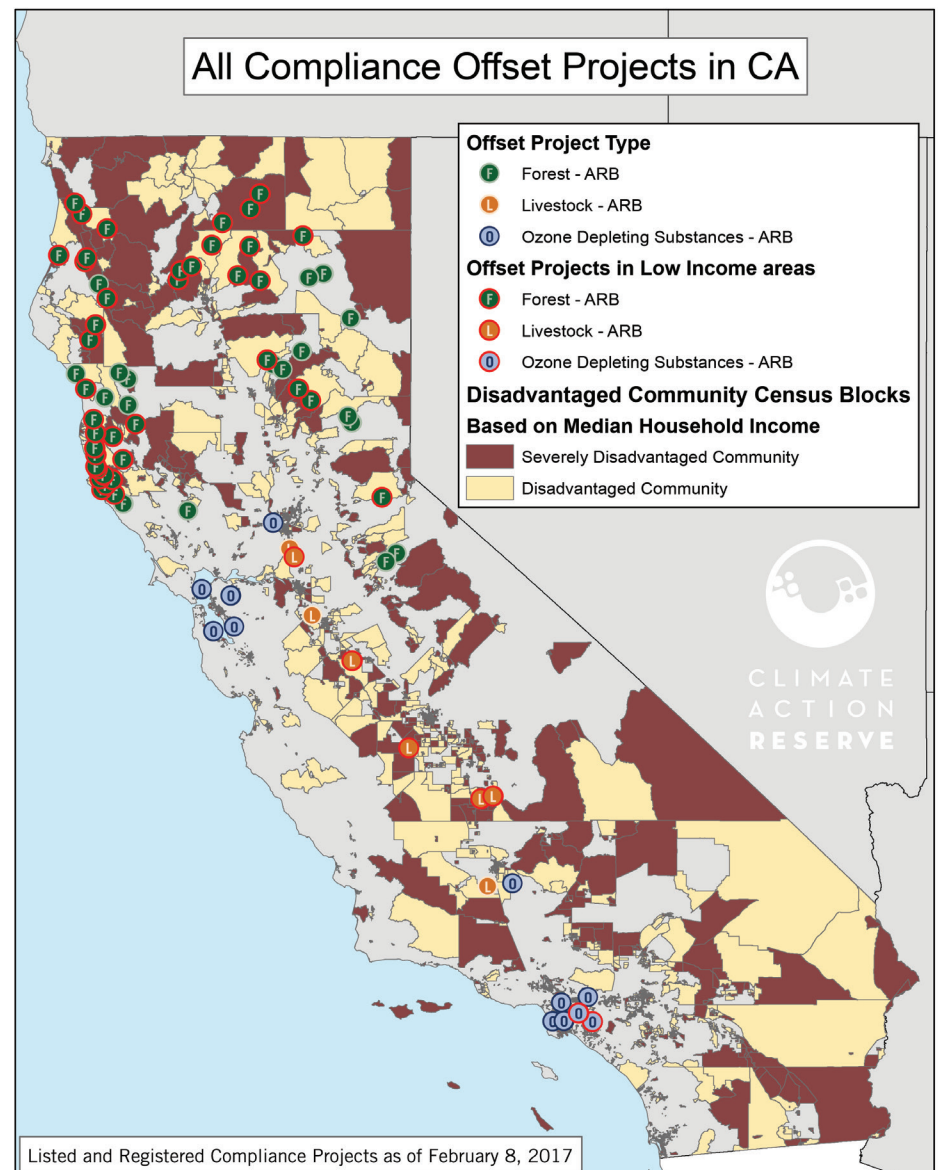 All Compliance Offset Projects in CA
Offset Project Type
F Forest - ARB
L Livestock - ARB
O Ozone Depleting Substances - ARB
Offset Projects in Low Income areas
F Forest - ARB
L Livestock - ARB
O Ozone Depleting Substances - ARB
Disadvantaged Community Census Blocks
Based on Median Household Income
Severely Disadvantaged Community
Disadvantaged Community
CLIMATE
ACTION
RESERVE
Listed and Registered Compliance Projects as of February 8, 2017